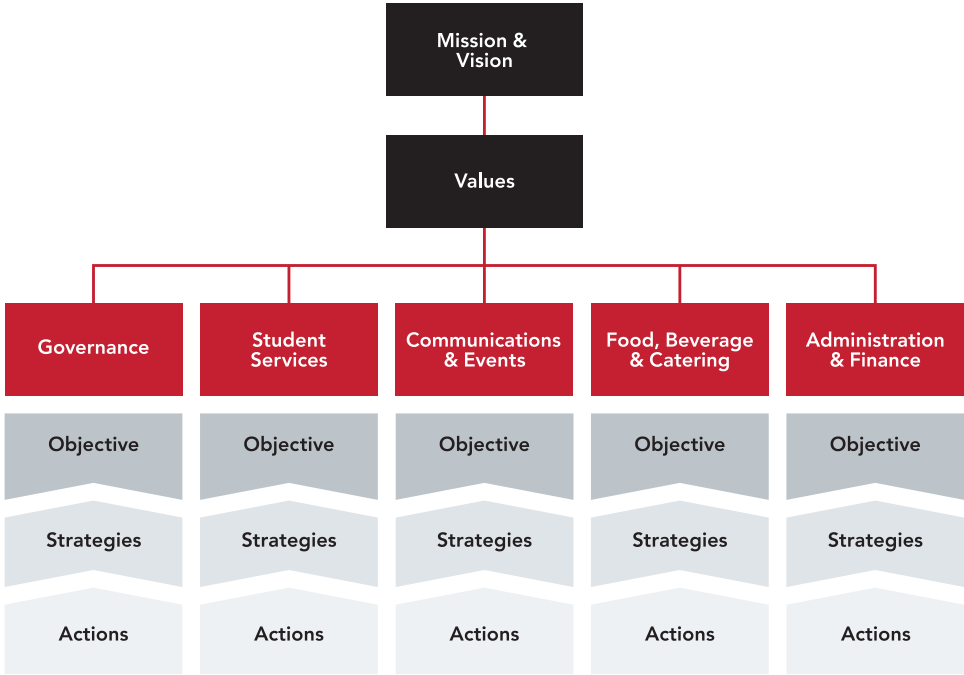 Mission &
Vision
Values
Governance
Student
Services
Communications
& Events
Food, Beverage
& Catering
Administration
& Finance
Objective
Objective
Objective
Objective
Objective
Strategies
Strategies
Strategies
Strategies
Strategies
Actions
Actions
Actions
Actions
Actions